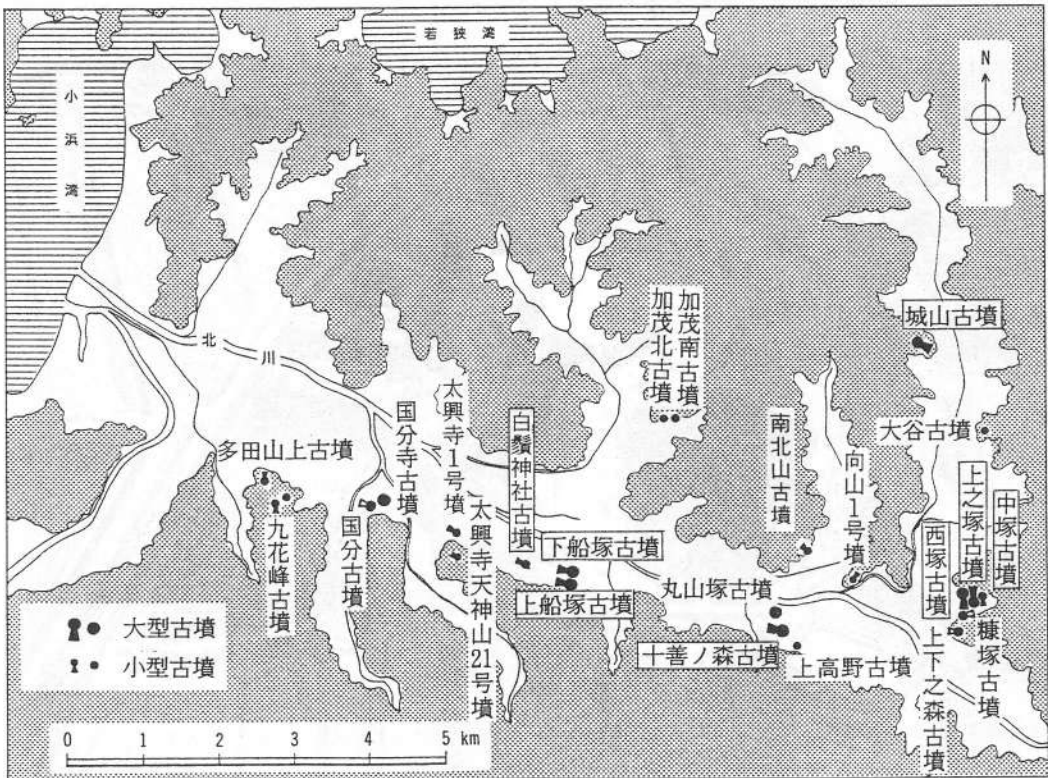 若狭湾
小浜湾
N
北川
城山古墳
加茂南古墳
加茂北古墳
大谷古墳
太興寺1号墳
国分寺古墳
白鬚神社古墳
南北山古墳
向山1号墳
上之塚古墳
中塚古墳
西塚古墳
多田山上古墳
九花峰古墳
国分古墳
太興寺天神山21号墳
下船塚古墳
上船塚古墳
丸山塚古墳
十善ノ森古墳
上高野古墳
上下之森古墳
糠塚古墳
大型古墳
小型古墳
0 1 2 3 4 5 km